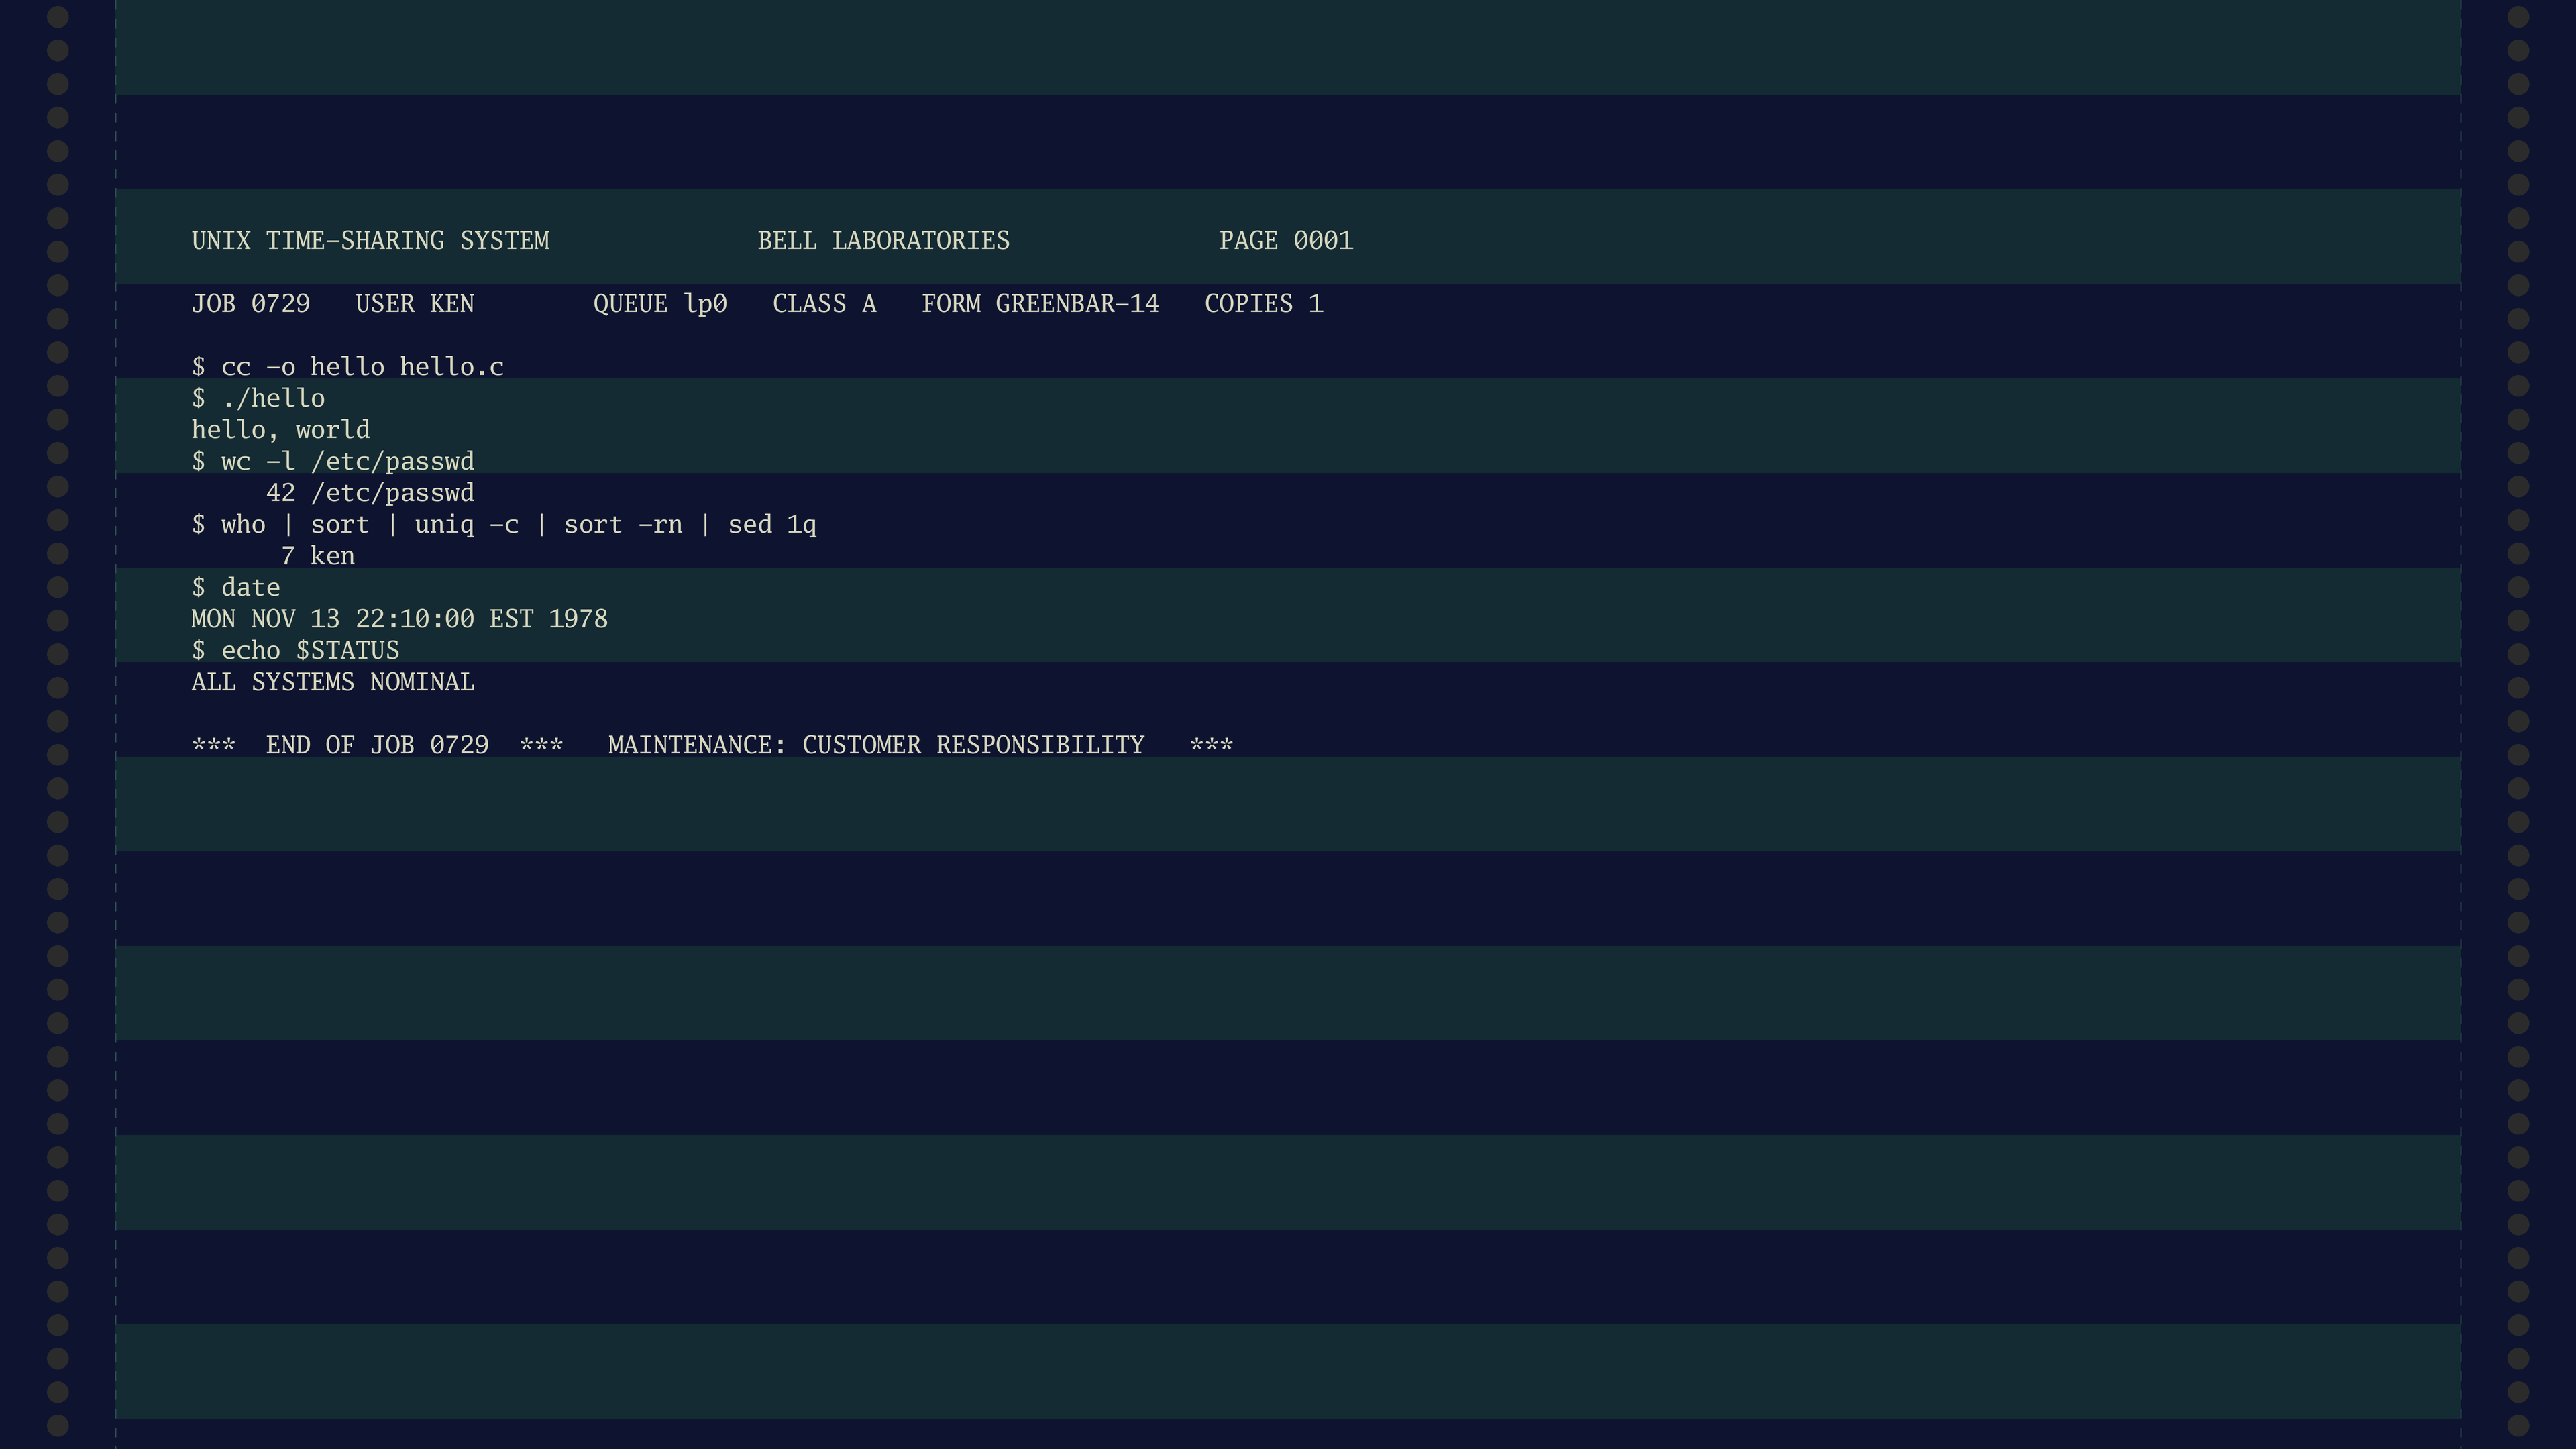 UNIX TIME-SHARING SYSTEM              BELL LABORATORIES              PAGE 0001
JOB 0729   USER KEN        QUEUE lp0   CLASS A   FORM GREENBAR-14   COPIES 1
$ cc -o hello hello.c
$ ./hello
hello, world
$ wc -l /etc/passwd
     42 /etc/passwd
$ who | sort | uniq -c | sort -rn | sed 1q
      7 ken
$ date
MON NOV 13 22:10:00 EST 1978
$ echo $STATUS
ALL SYSTEMS NOMINAL
***  END OF JOB 0729  ***   MAINTENANCE: CUSTOMER RESPONSIBILITY   ***